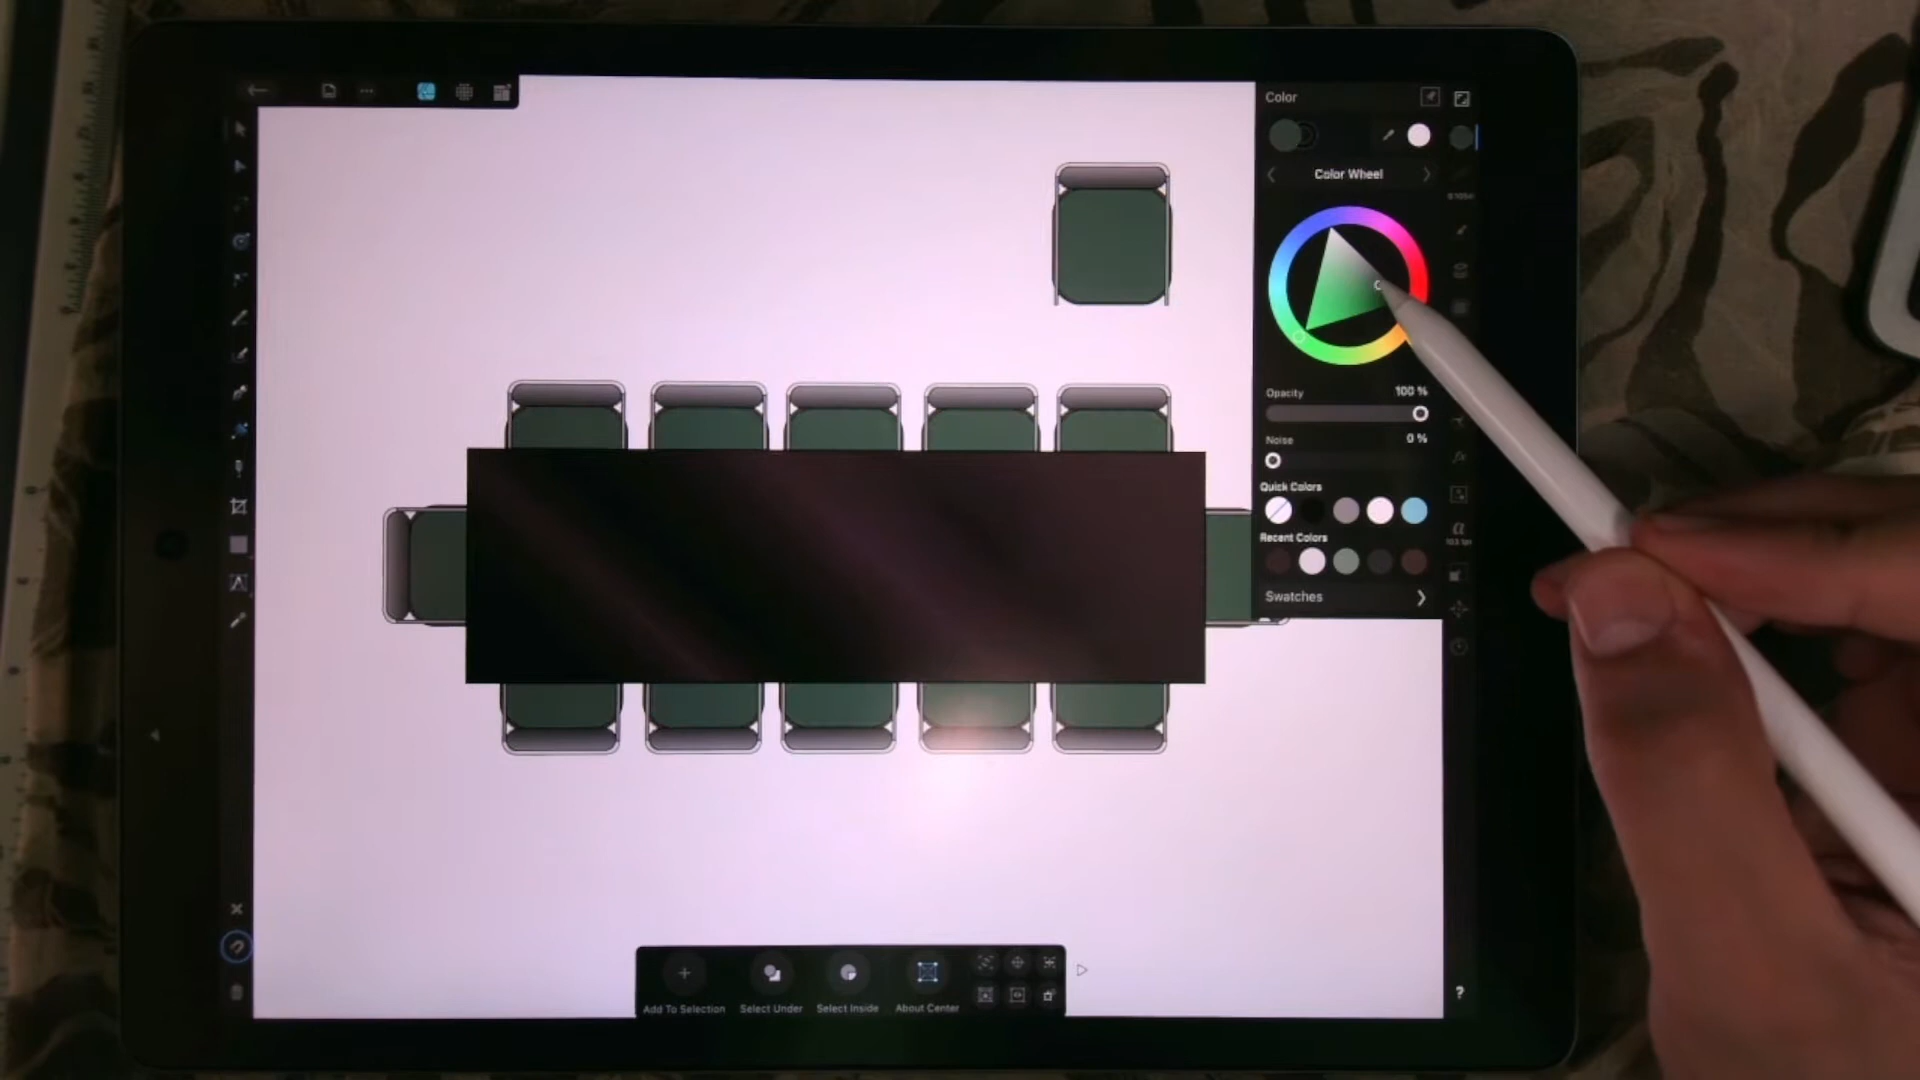 Color
Color Wheel
Opacity 100 %
Noise 0 %
Quick Colors
Recent Colors
Swatches
Add To Selection
Select Under
Select Inside
About Center
?